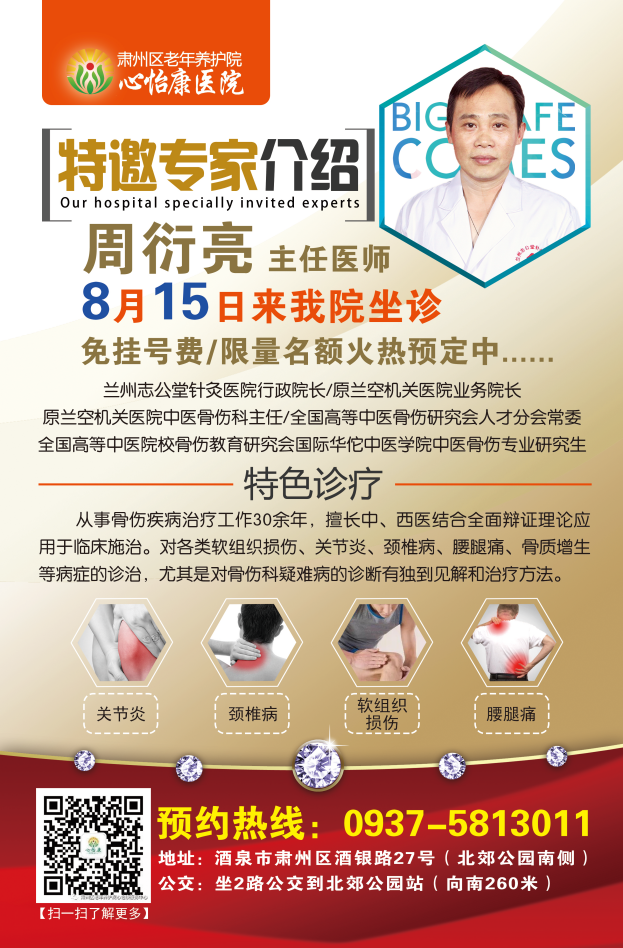 肃州区老年养护院
心怡康医院
BIG AFE
CO ES
特邀专家介绍
Our hospital specially invited experts
周衍亮 主任医师
8月15日来我院坐诊
免挂号费/限量名额火热预定中......
兰州志公堂针灸医院行政院长/原兰空机关医院业务院长
原兰空机关医院中医骨伤科主任/全国高等中医骨伤研究会人才分会常委
全国高等中医院校骨伤教育研究会国际华佗中医学院中医骨伤专业研究生
特色诊疗
从事骨伤疾病治疗工作30余年，擅长中、西医结合全面辩证理论应
用于临床施治。对各类软组织损伤、关节炎、颈椎病、腰腿痛、骨质增生
等病症的诊治，尤其是对骨伤科疑难病的诊断有独到见解和治疗方法。
关节炎
颈椎病
软组织
损伤
腰腿痛
预约热线：0937-5813011
地址：酒泉市肃州区酒银路27号（北郊公园南侧）
公交：坐2路公交到北郊公园站（向南260米）
【扫一扫了解更多】